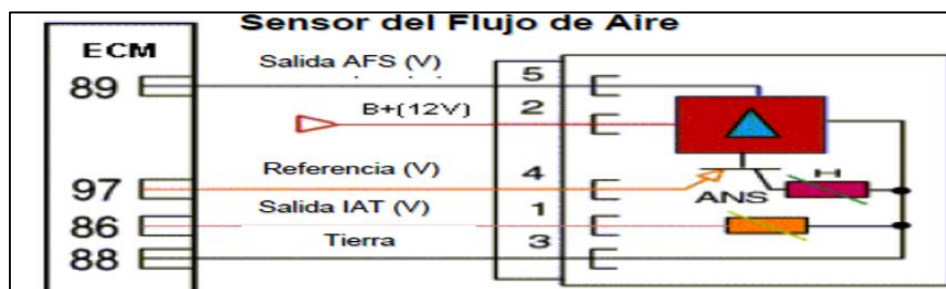 Sensor del Flujo de Aire
ECM
89 Salida AFS (V) 5
B+(12V) 2
97 Referencia (V) 4
ANS H
86 Salida IAT (V) 1
88 Tierra 3